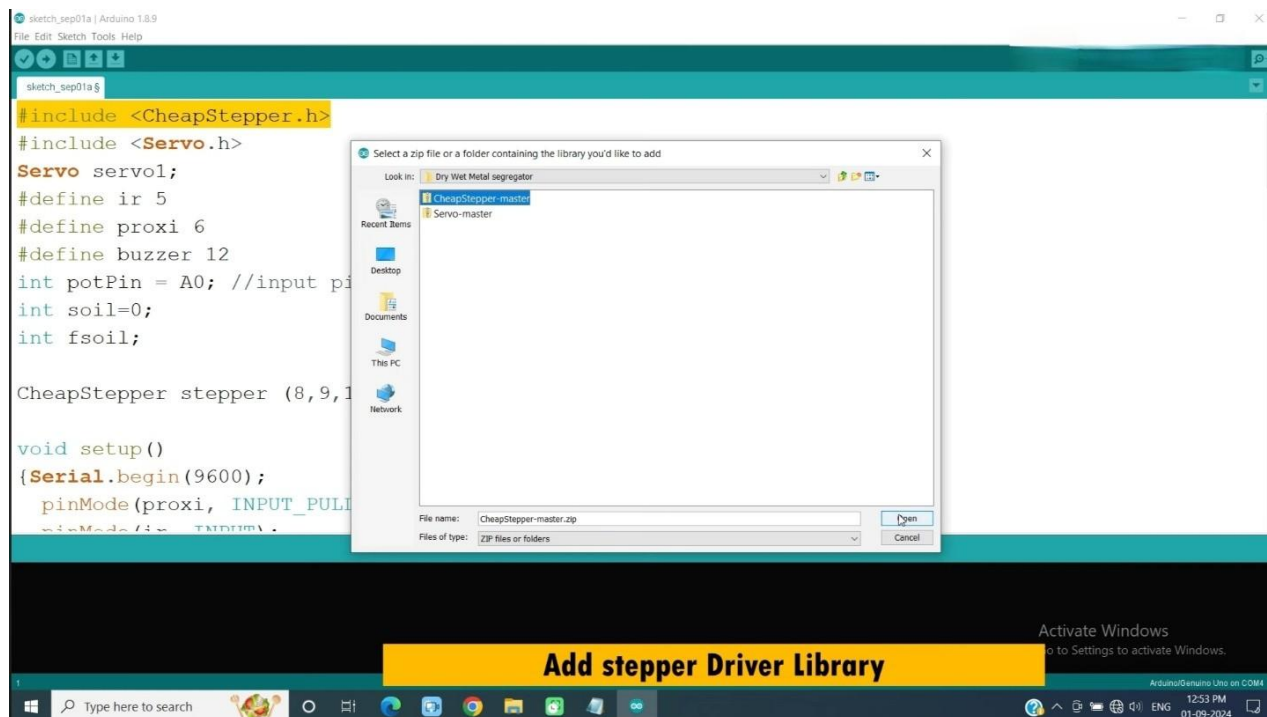 sketch_sep01a | Arduino 1.8.9
File Edit Sketch Tools Help
sketch_sep01a §
#include <CheapStepper.h>
#include <Servo.h>
Servo servo1;
#define ir 5
#define proxi 6
#define buzzer 12
int potPin = A0; //input pi
int soil=0;
int fsoil;
CheapStepper stepper (8,9,1
void setup()
{Serial.begin(9600);
pinMode(proxi, INPUT_PULL
pinMode(ir, INPUT);
Select a zip file or a folder containing the library you'd like to add
Look in: Dry Wet Metal segregator
Recent Items
Desktop
Documents
This PC
Network
CheapStepper-master
Servo-master
File name: CheapStepper-master.zip Open
Files of type: ZIP files or folders Cancel
Activate Windows
Go to Settings to activate Windows.
Add stepper Driver Library
1 Arduino/Genuino Uno on COM4
Type here to search
ENG 12:53 PM
01-09-2024